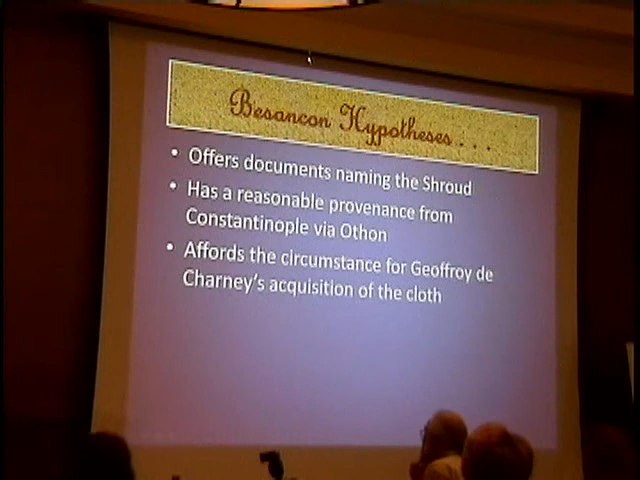 Besancon Hypotheses . . .
• Offers documents naming the Shroud
• Has a reasonable provenance from
Constantinople via Othon
• Affords the circumstance for Geoffroy de
Charney's acquisition of the cloth